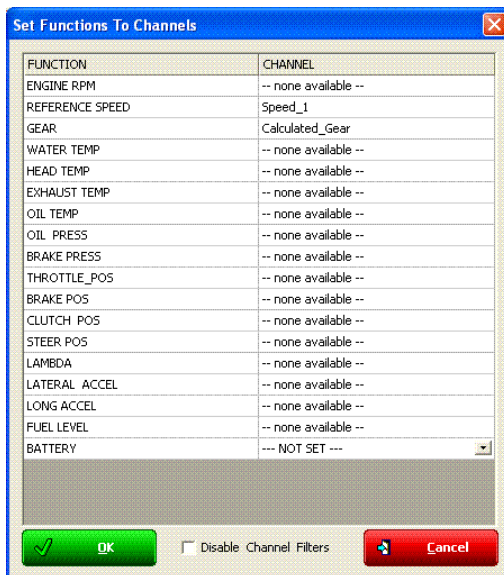 Set Functions To Channels
FUNCTION CHANNEL
ENGINE RPM -- none available --
REFERENCE SPEED Speed_1
GEAR Calculated_Gear
WATER TEMP -- none available --
HEAD TEMP -- none available --
EXHAUST TEMP -- none available --
OIL TEMP -- none available --
OIL PRESS -- none available --
BRAKE PRESS -- none available --
THROTTLE_POS -- none available --
BRAKE POS -- none available --
CLUTCH POS -- none available --
STEER POS -- none available --
LAMBDA -- none available --
LATERAL ACCEL -- none available --
LONG ACCEL -- none available --
FUEL LEVEL -- none available --
BATTERY --- NOT SET ---
OK Disable Channel Filters Cancel